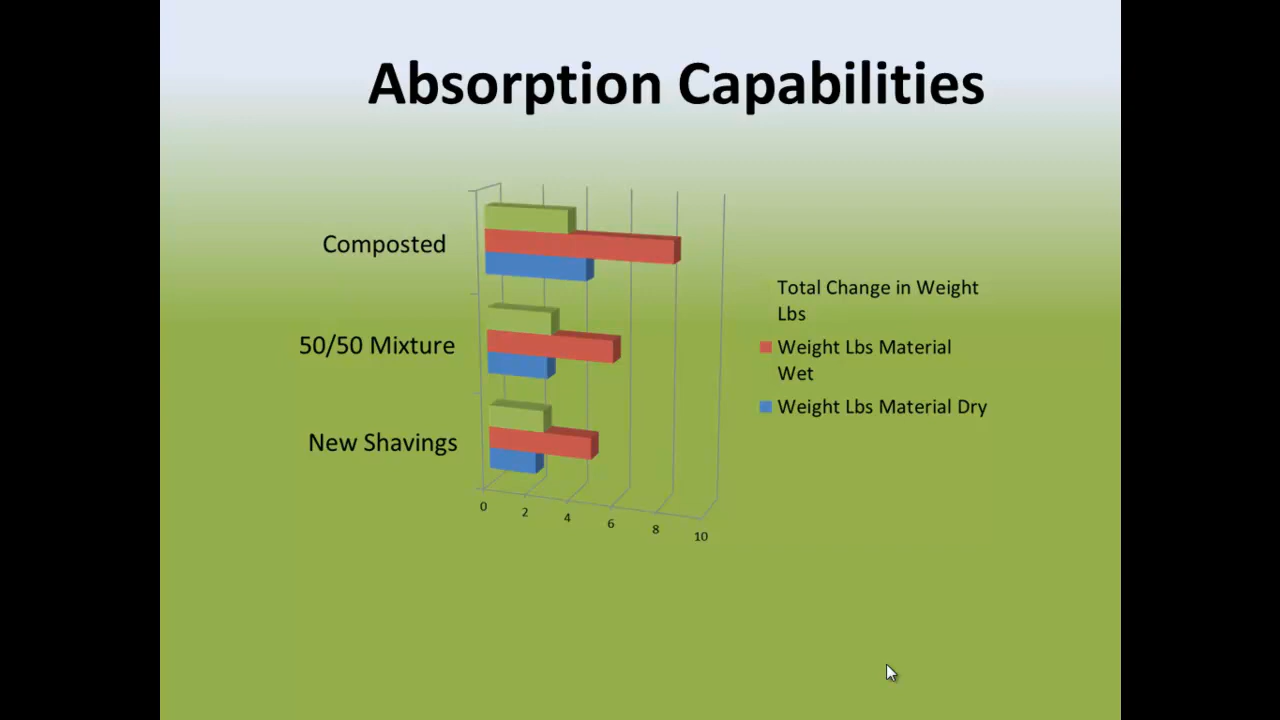 Absorption Capabilities
Composted
50/50 Mixture
New Shavings
0
2
4
6
8
10
Total Change in Weight
Lbs
Weight Lbs Material
Wet
Weight Lbs Material Dry